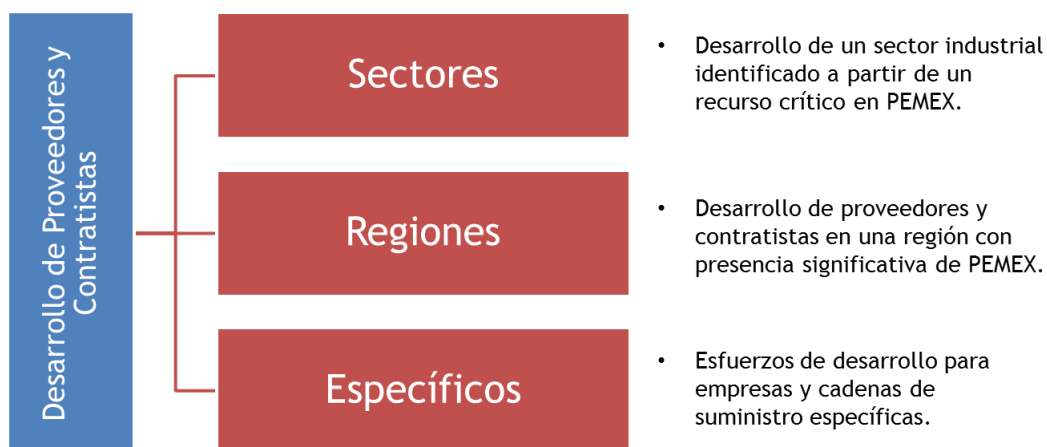 Desarrollo de Proveedores y
Contratistas
Sectores
• Desarrollo de un sector industrial
identificado a partir de un
recurso crítico en PEMEX.
Regiones
• Desarrollo de proveedores y
contratistas en una región con
presencia significativa de PEMEX.
Específicos
• Esfuerzos de desarrollo para
empresas y cadenas de
suministro específicas.